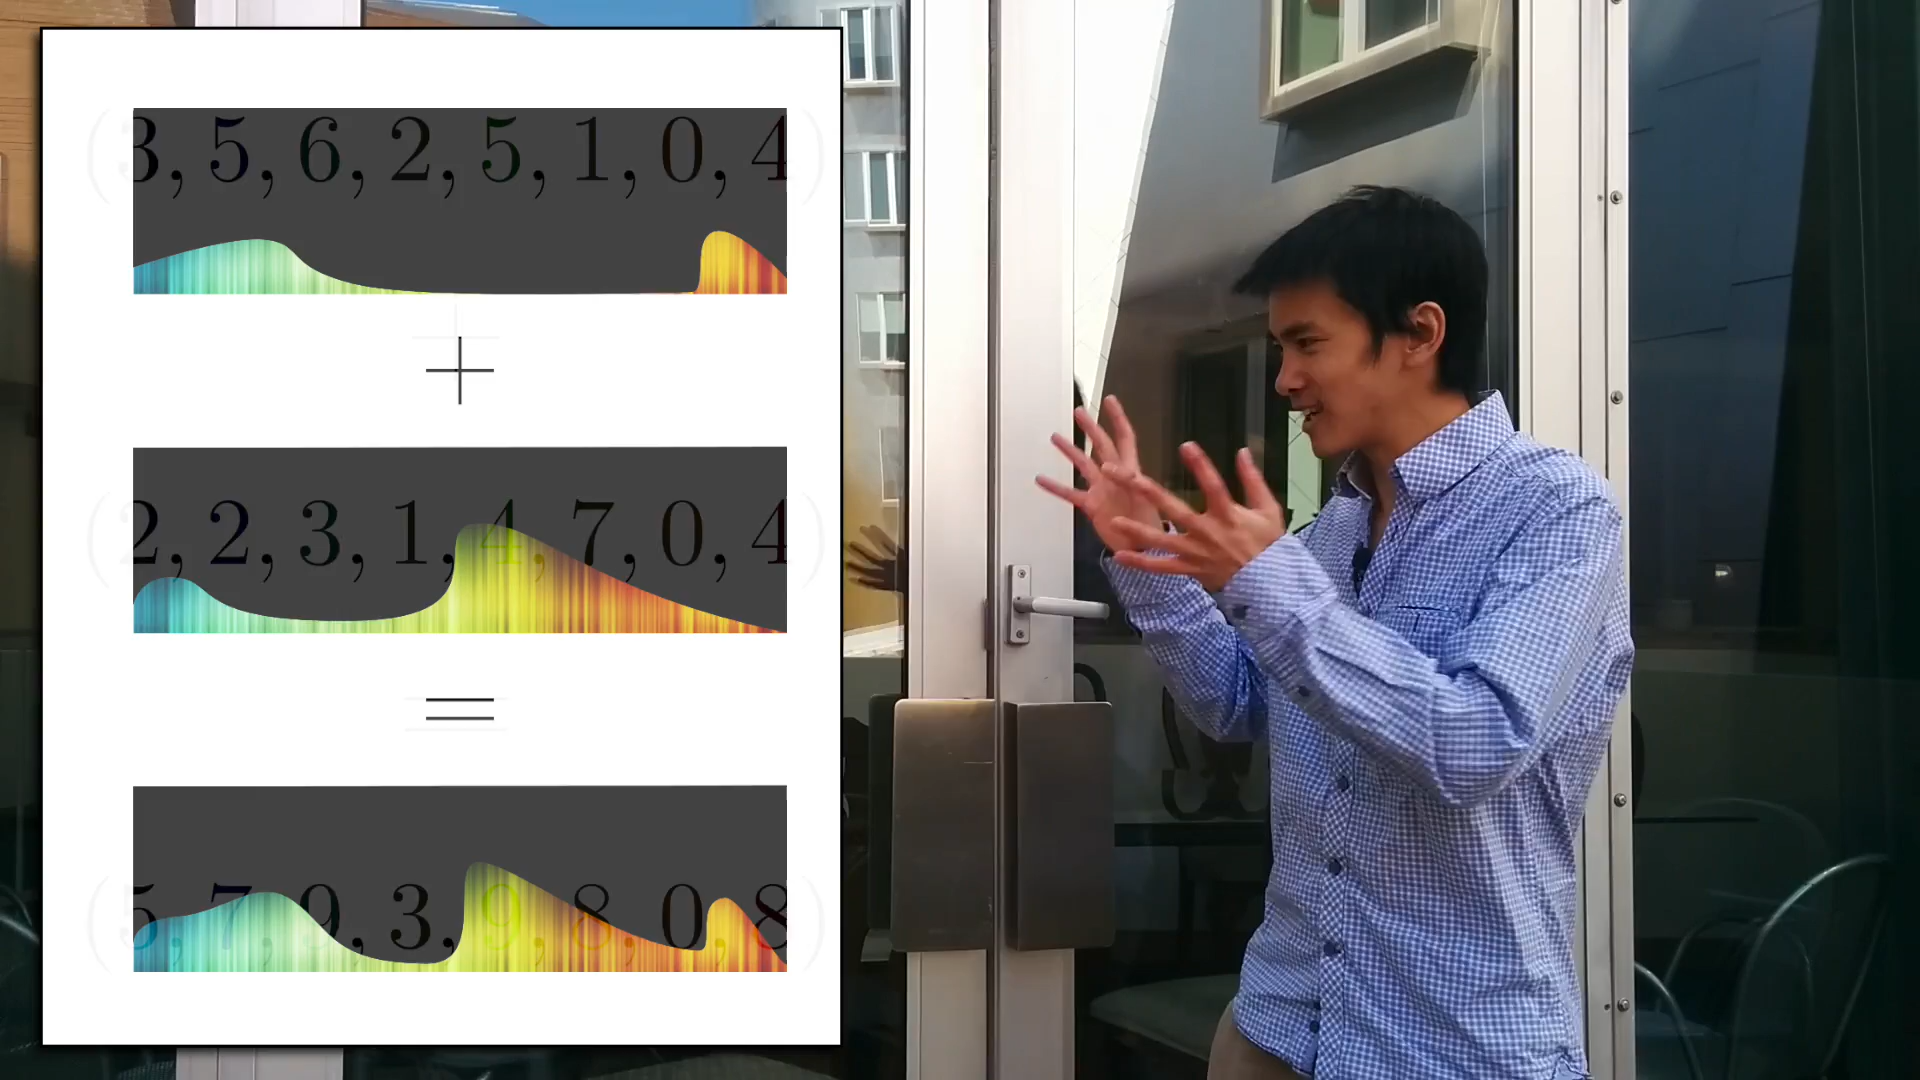 (3, 5, 6, 2, 5, 1, 0, 4)
+
(2, 2, 3, 1, 4, 7, 0, 4)
=
(5, 7, 9, 3, 9, 8, 0, 8)